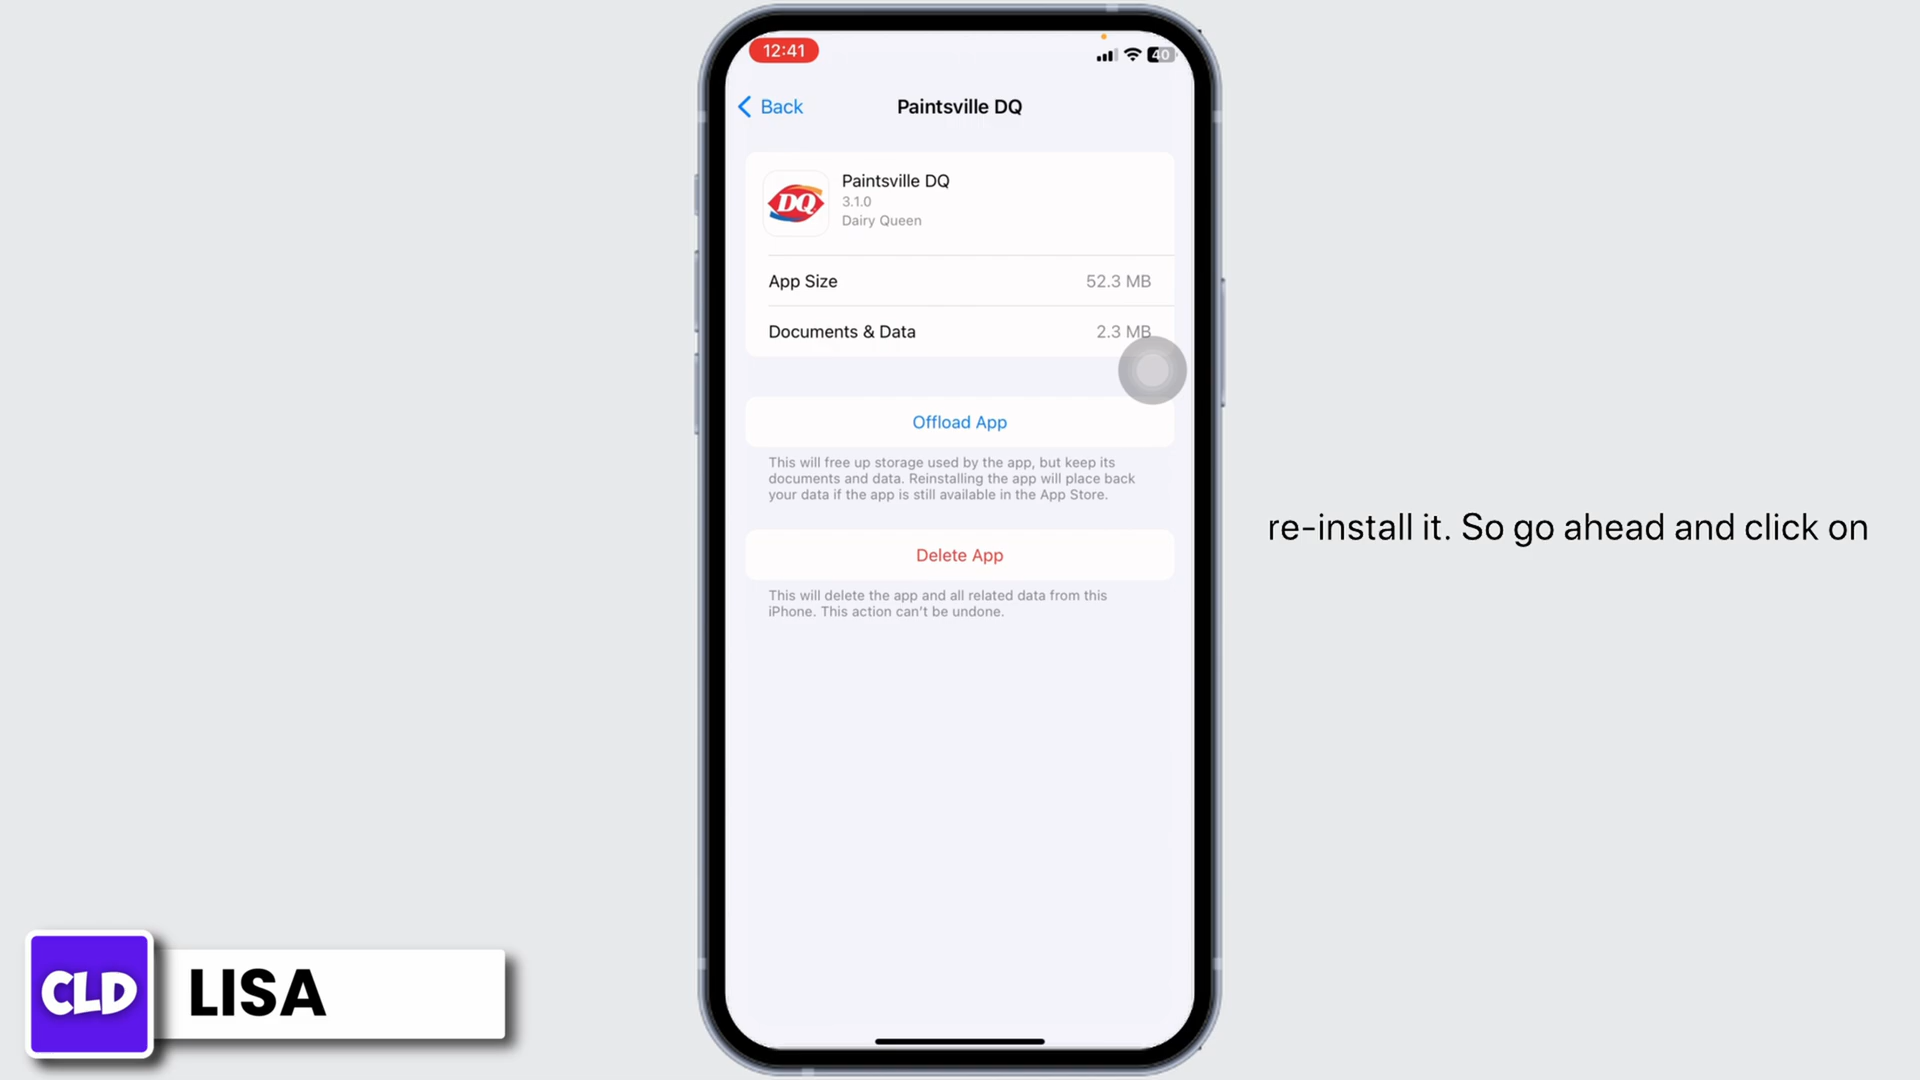 12:41
40
Back
Paintsville DQ
DQ
Paintsville DQ
3.1.0
Dairy Queen
App Size
52.3 MB
Documents & Data
2.3 MB
Offload App
This will free up storage used by the app, but keep its
documents and data. Reinstalling the app will place back
your data if the app is still available in the App Store.
Delete App
This will delete the app and all related data from this
iPhone. This action can't be undone.
re-install it. So go ahead and click on
CLD
LISA